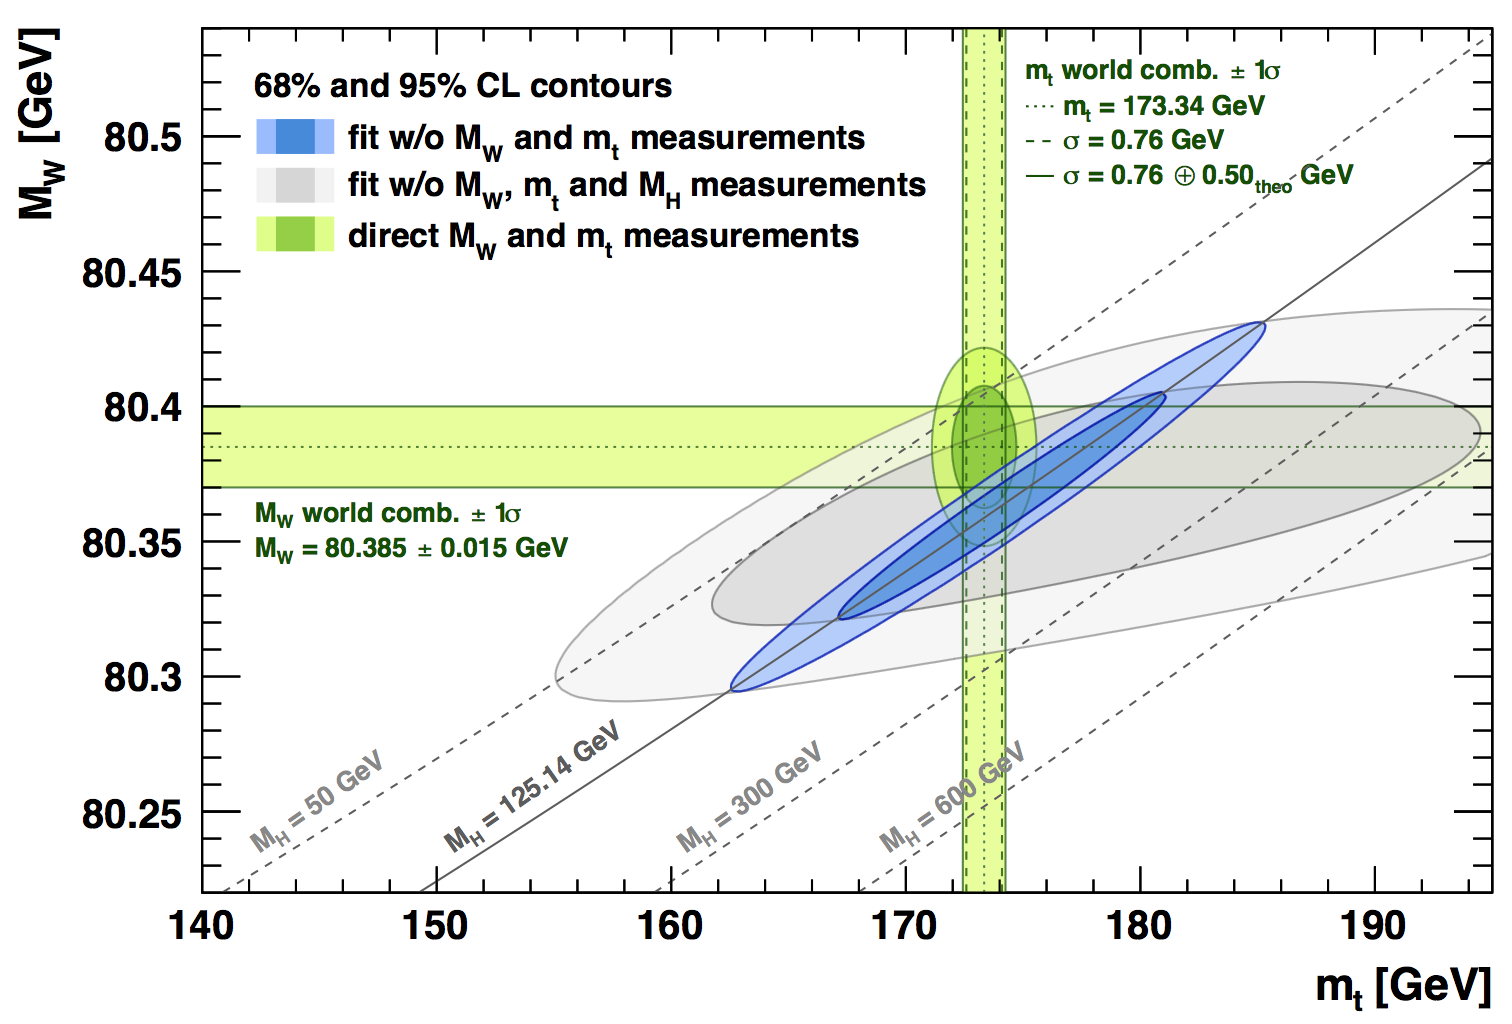 M_W [GeV]
80.5
80.45
80.4
80.35
80.3
80.25
68% and 95% CL contours
fit w/o M_W and m_t measurements
fit w/o M_W, m_t and M_H measurements
direct M_W and m_t measurements
m_t world comb. ± 1σ
m_t = 173.34 GeV
σ = 0.76 GeV
σ = 0.76 ⊕ 0.50_theo GeV
M_W world comb. ± 1σ
M_W = 80.385 ± 0.015 GeV
M_H = 50 GeV
M_H = 125.14 GeV
M_H = 300 GeV
M_H = 600 GeV
140 150 160 170 180 190
m_t [GeV]